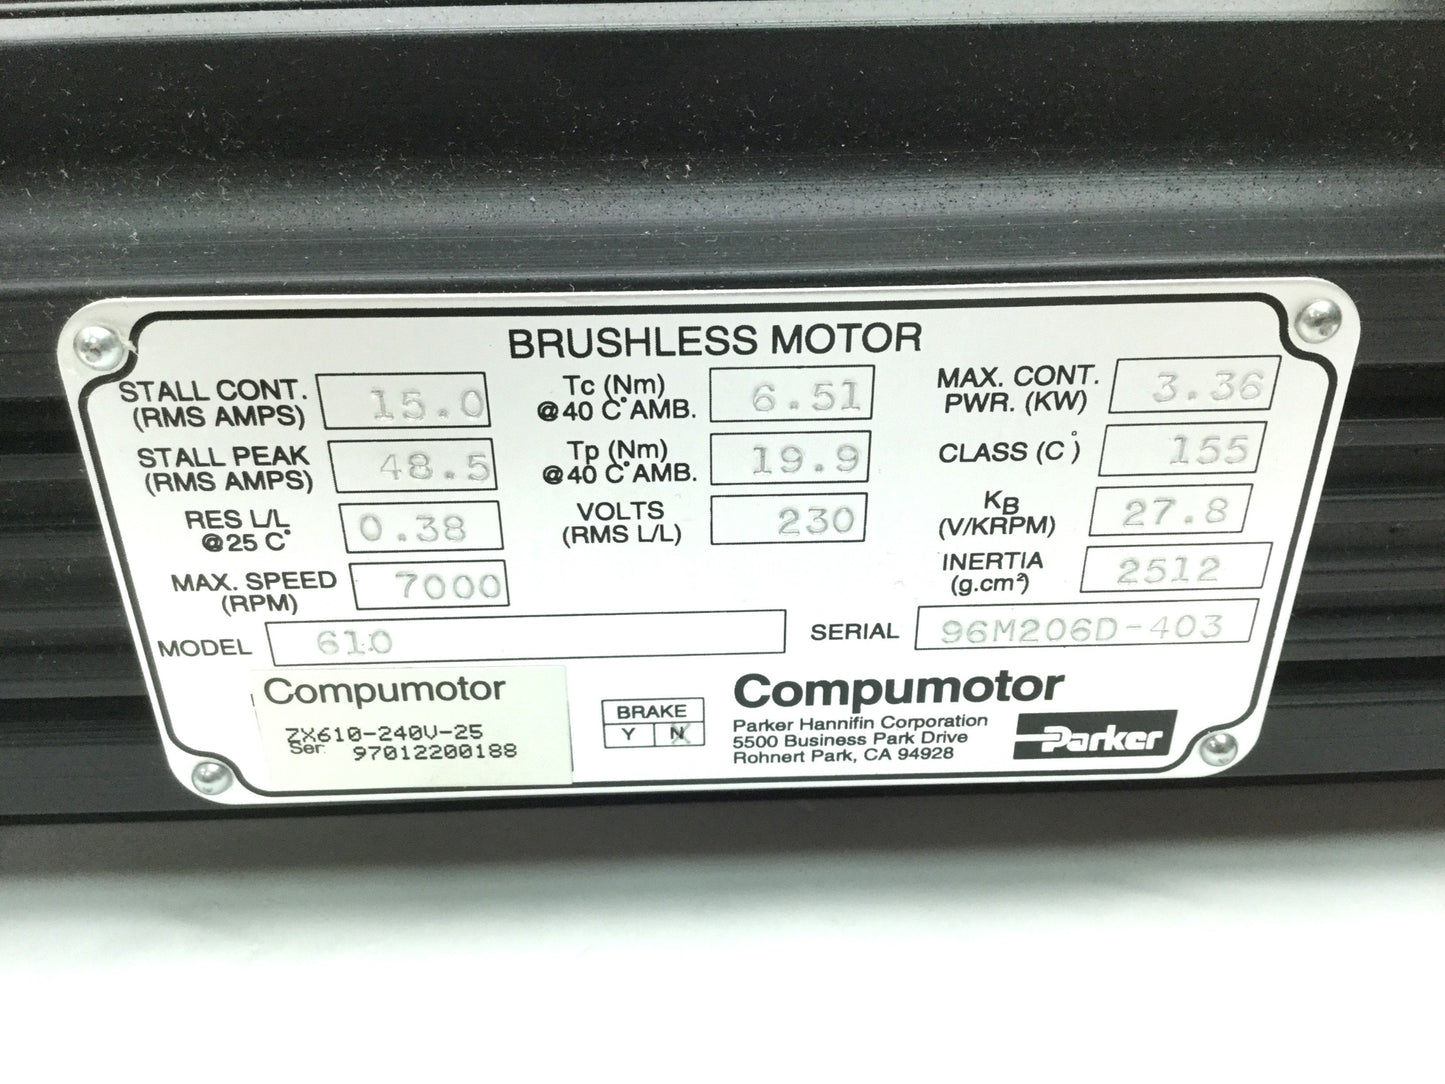 BRUSHLESS MOTOR
STALL CONT. (RMS AMPS) 15.0
Tc (Nm) @40 C° AMB. 6.51
MAX. CONT. PWR. (KW) 3.36
STALL PEAK (RMS AMPS) 48.5
Tp (Nm) @40 C° AMB. 19.9
CLASS (C°) 155
RES L/L @25 C° 0.38
VOLTS (RMS L/L) 230
KB (V/KRPM) 27.8
MAX. SPEED (RPM) 7000
INERTIA (g.cm²) 2512
MODEL 610
SERIAL 96M206D-403
Compumotor
ZX610-240V-25
Ser. 97012200188
BRAKE
Y N X
Compumotor
Parker Hannifin Corporation
5500 Business Park Drive
Rohnert Park, CA 94928
Parker